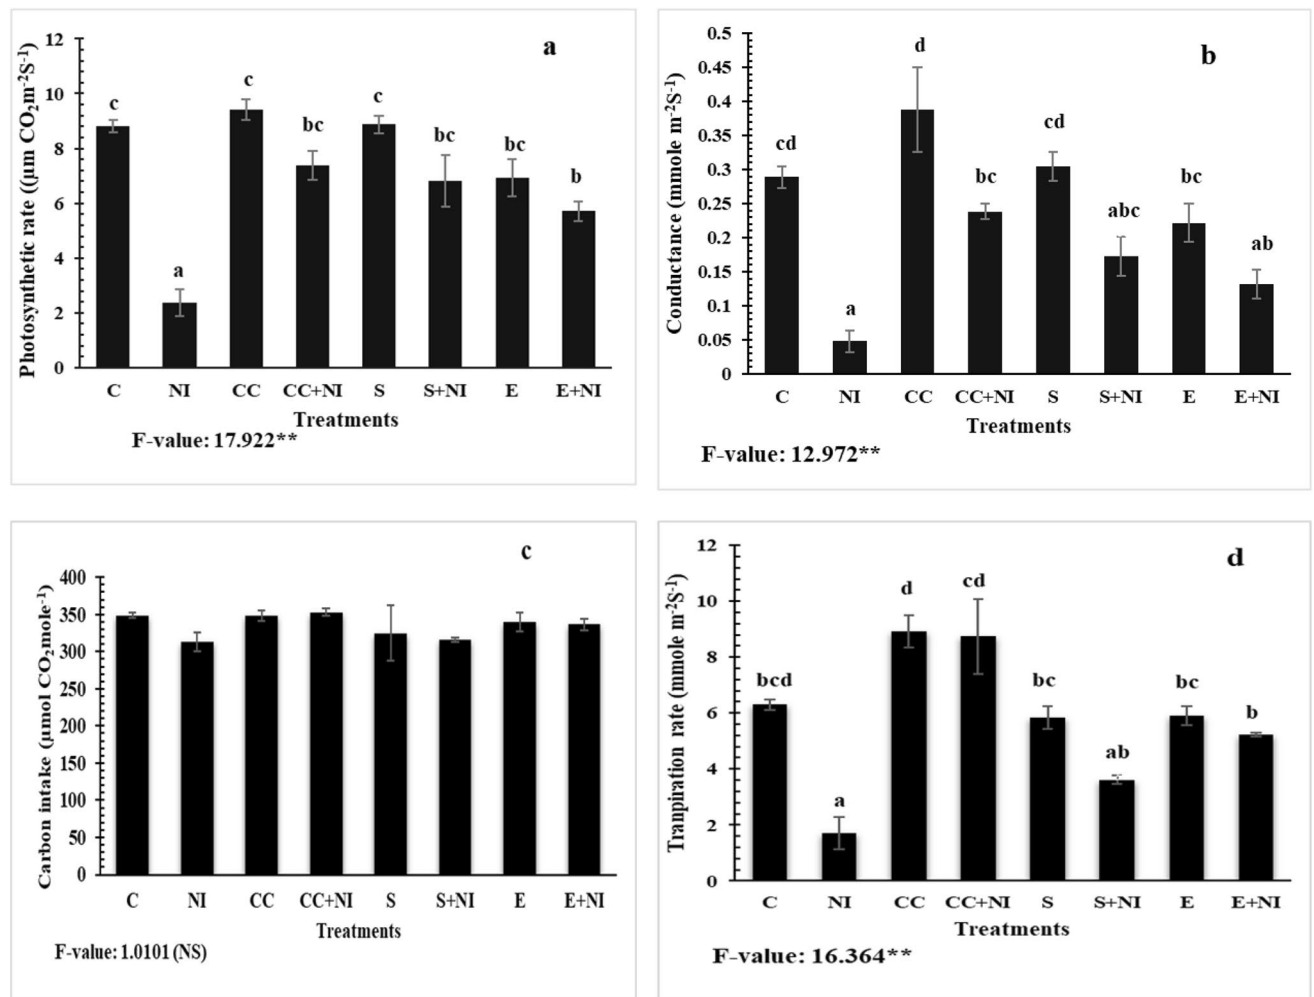 a
Photosynthetic rate ((µm CO₂m⁻²S⁻¹)
12
10
8
6
4
2
0
c
a
c
bc
c
bc
bc
b
C NI CC CC+NI S S+NI E E+NI
Treatments
F-value: 17.922**
b
Conductance (mmole m⁻²S⁻¹)
0.5
0.45
0.4
0.35
0.3
0.25
0.2
0.15
0.1
0.05
0
cd
a
d
bc
cd
abc
bc
ab
C NI CC CC+NI S S+NI E E+NI
Treatments
F-value: 12.972**
c
Carbon intake (µmol CO₂mole⁻¹)
400
350
300
250
200
150
100
50
0
C NI CC CC+NI S S+NI E E+NI
Treatments
F-value: 1.0101 (NS)
d
Tranpiration rate (mmole m⁻²S⁻¹)
12
10
8
6
4
2
0
bcd
a
d
cd
bc
ab
bc
b
C NI CC CC+NI S S+NI E E+NI
Treatments
F-value: 16.364**